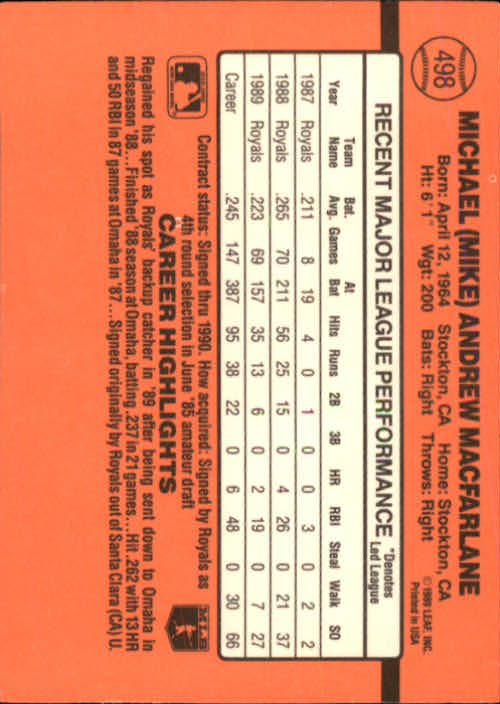 498
MICHAEL (MIKE) ANDREW MACFARLANE
Born: April 12, 1964 Stockton, CA Home: Stockton, CA
Ht: 6' 1" Wgt: 200 Bats: Right Throws: Right
© 1989 LEAF, INC.
Printed in USA
RECENT MAJOR LEAGUE PERFORMANCE
*Denotes
Led League
Year Team Name Bat. Avg. Games At Bat Hits Runs 2B 3B HR RBI Steal Walk SO
1987 Royals .211 8 19 4 0 1 0 0 3 0 2 2
1988 Royals .265 70 211 56 25 15 0 4 26 0 21 37
1989 Royals .223 69 157 35 13 6 0 2 19 0 7 27
Career .245 147 387 95 38 22 0 6 48 0 30 66
Contract status: Signed thru 1990. How acquired: Signed by Royals as
4th round selection in June '85 amateur draft
CAREER HIGHLIGHTS
MLB
Regained his spot as Royals' backup catcher in '89 after being sent down to Omaha in
midseason '88...Finished '88 season at Omaha, batting .237 in 21 games...Hit .262 with 13 HR
and 50 RBI in 87 games at Omaha in '87...Signed originally by Royals out of Santa Clara (CA) U.